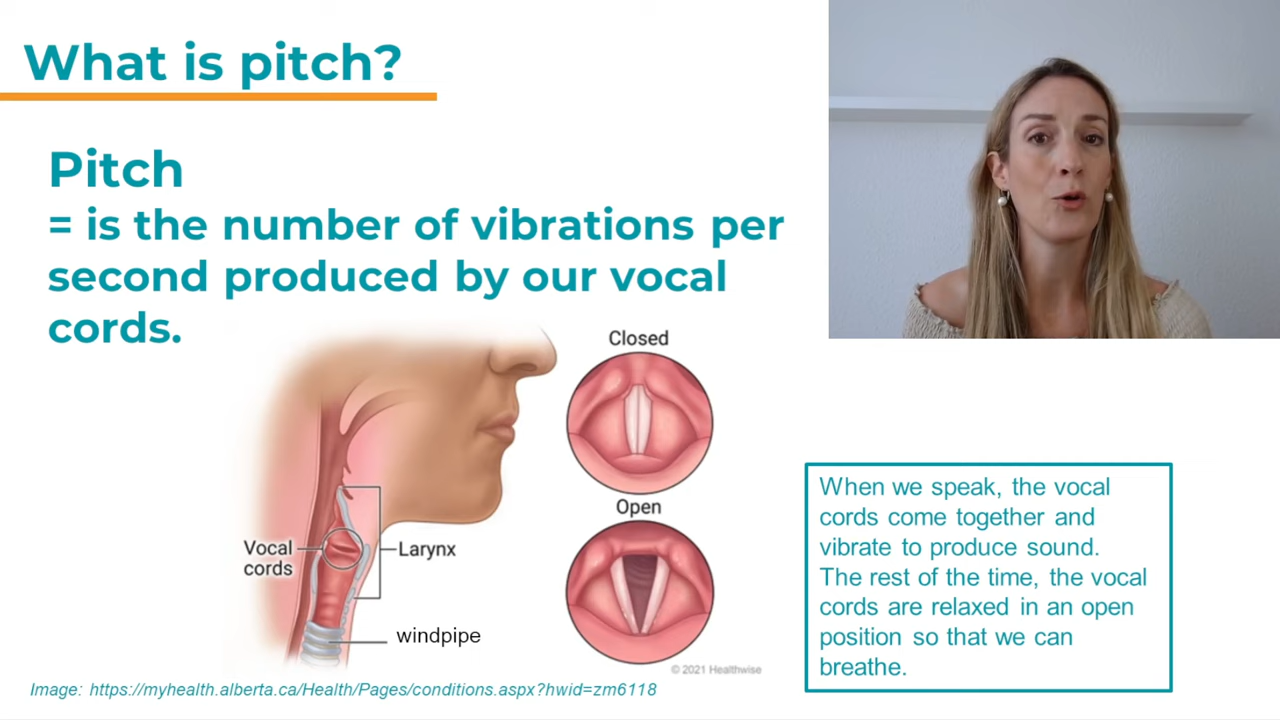 What is pitch?
Pitch
= is the number of vibrations per
second produced by our vocal
cords.
Closed
Open
Vocal
cords
Larynx
windpipe
© 2021 Healthwise
Image: https://myhealth.alberta.ca/Health/Pages/conditions.aspx?hwid=zm6118
When we speak, the vocal
cords come together and
vibrate to produce sound.
The rest of the time, the vocal
cords are relaxed in an open
position so that we can
breathe.